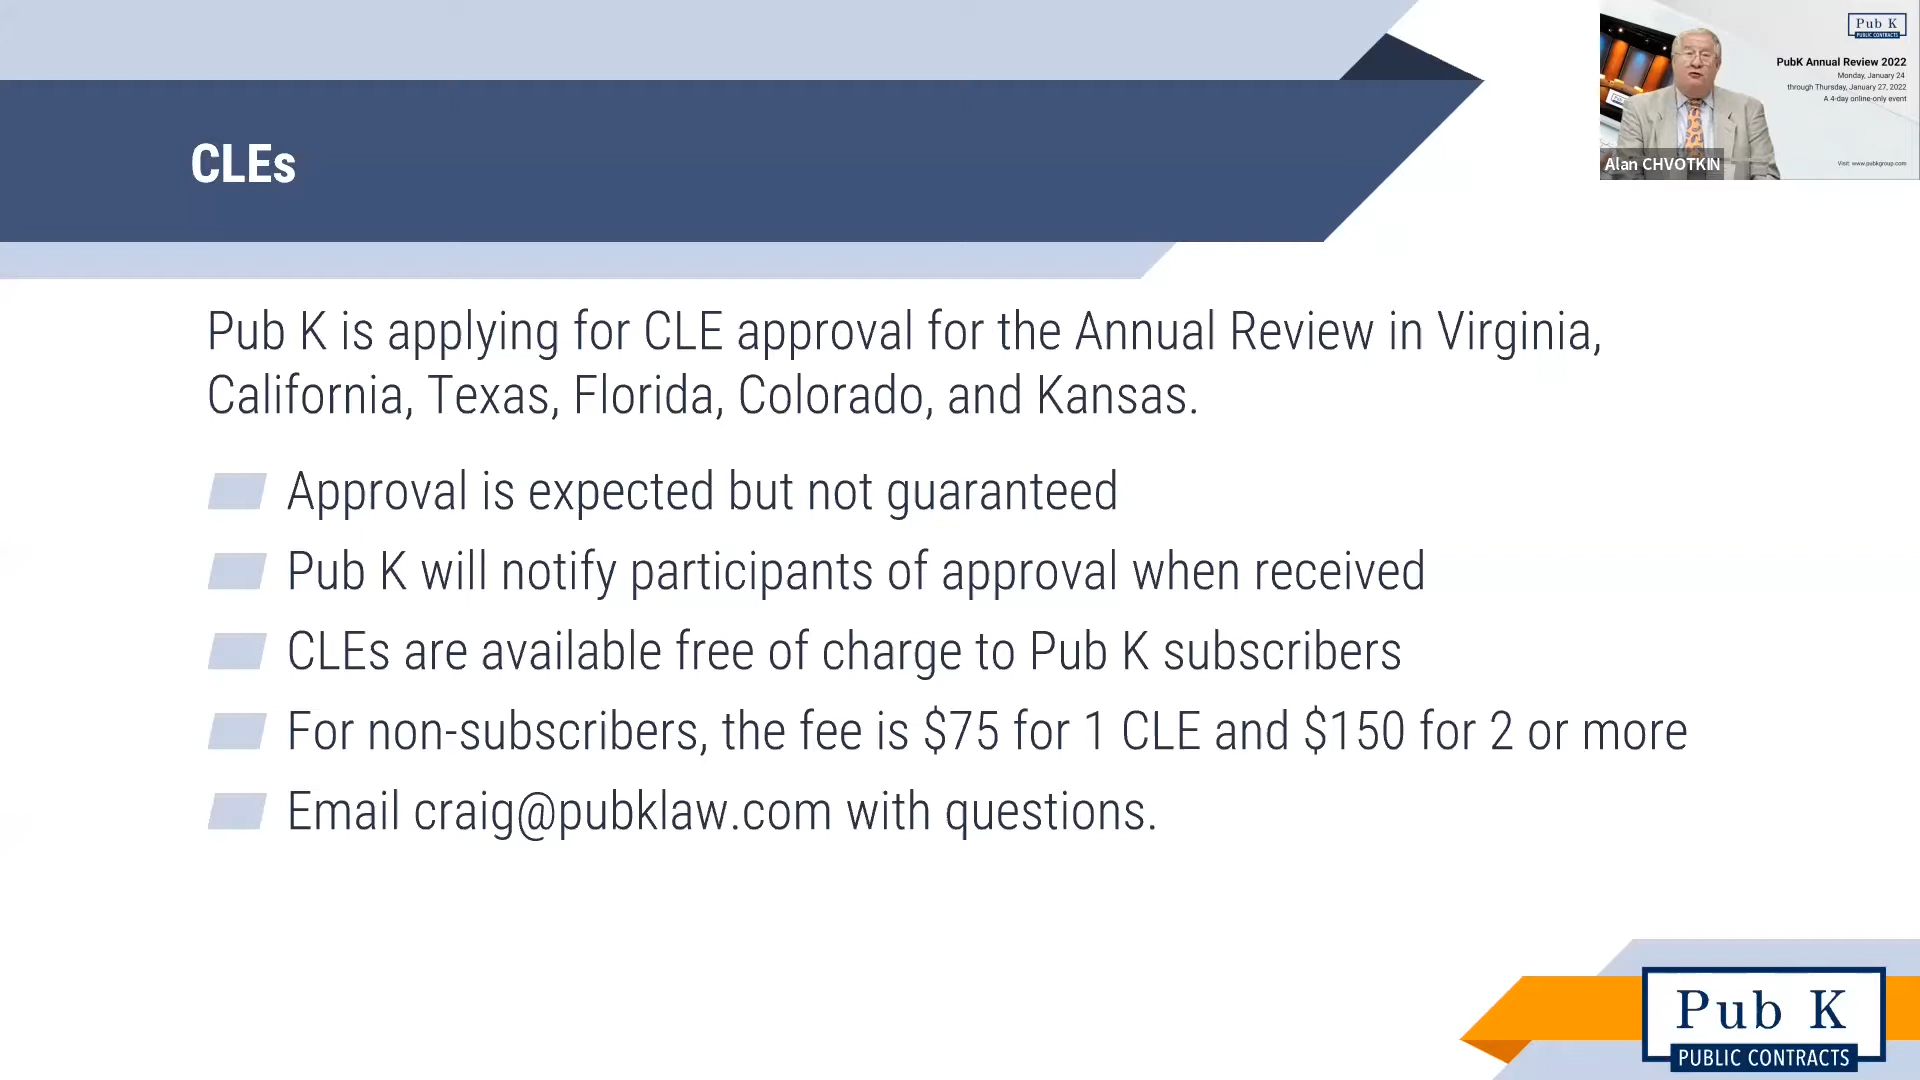 CLEs
Pub K
PUBLIC CONTRACTS
PubK Annual Review 2022
Monday, January 24
through Thursday, January 27, 2022
A 4-day online-only event
Visit: www.pubkgroup.com
Alan CHVOTKIN
Pub K is applying for CLE approval for the Annual Review in Virginia,
California, Texas, Florida, Colorado, and Kansas.
Approval is expected but not guaranteed
Pub K will notify participants of approval when received
CLEs are available free of charge to Pub K subscribers
For non-subscribers, the fee is $75 for 1 CLE and $150 for 2 or more
Email craig@pubklaw.com with questions.
Pub K
PUBLIC CONTRACTS